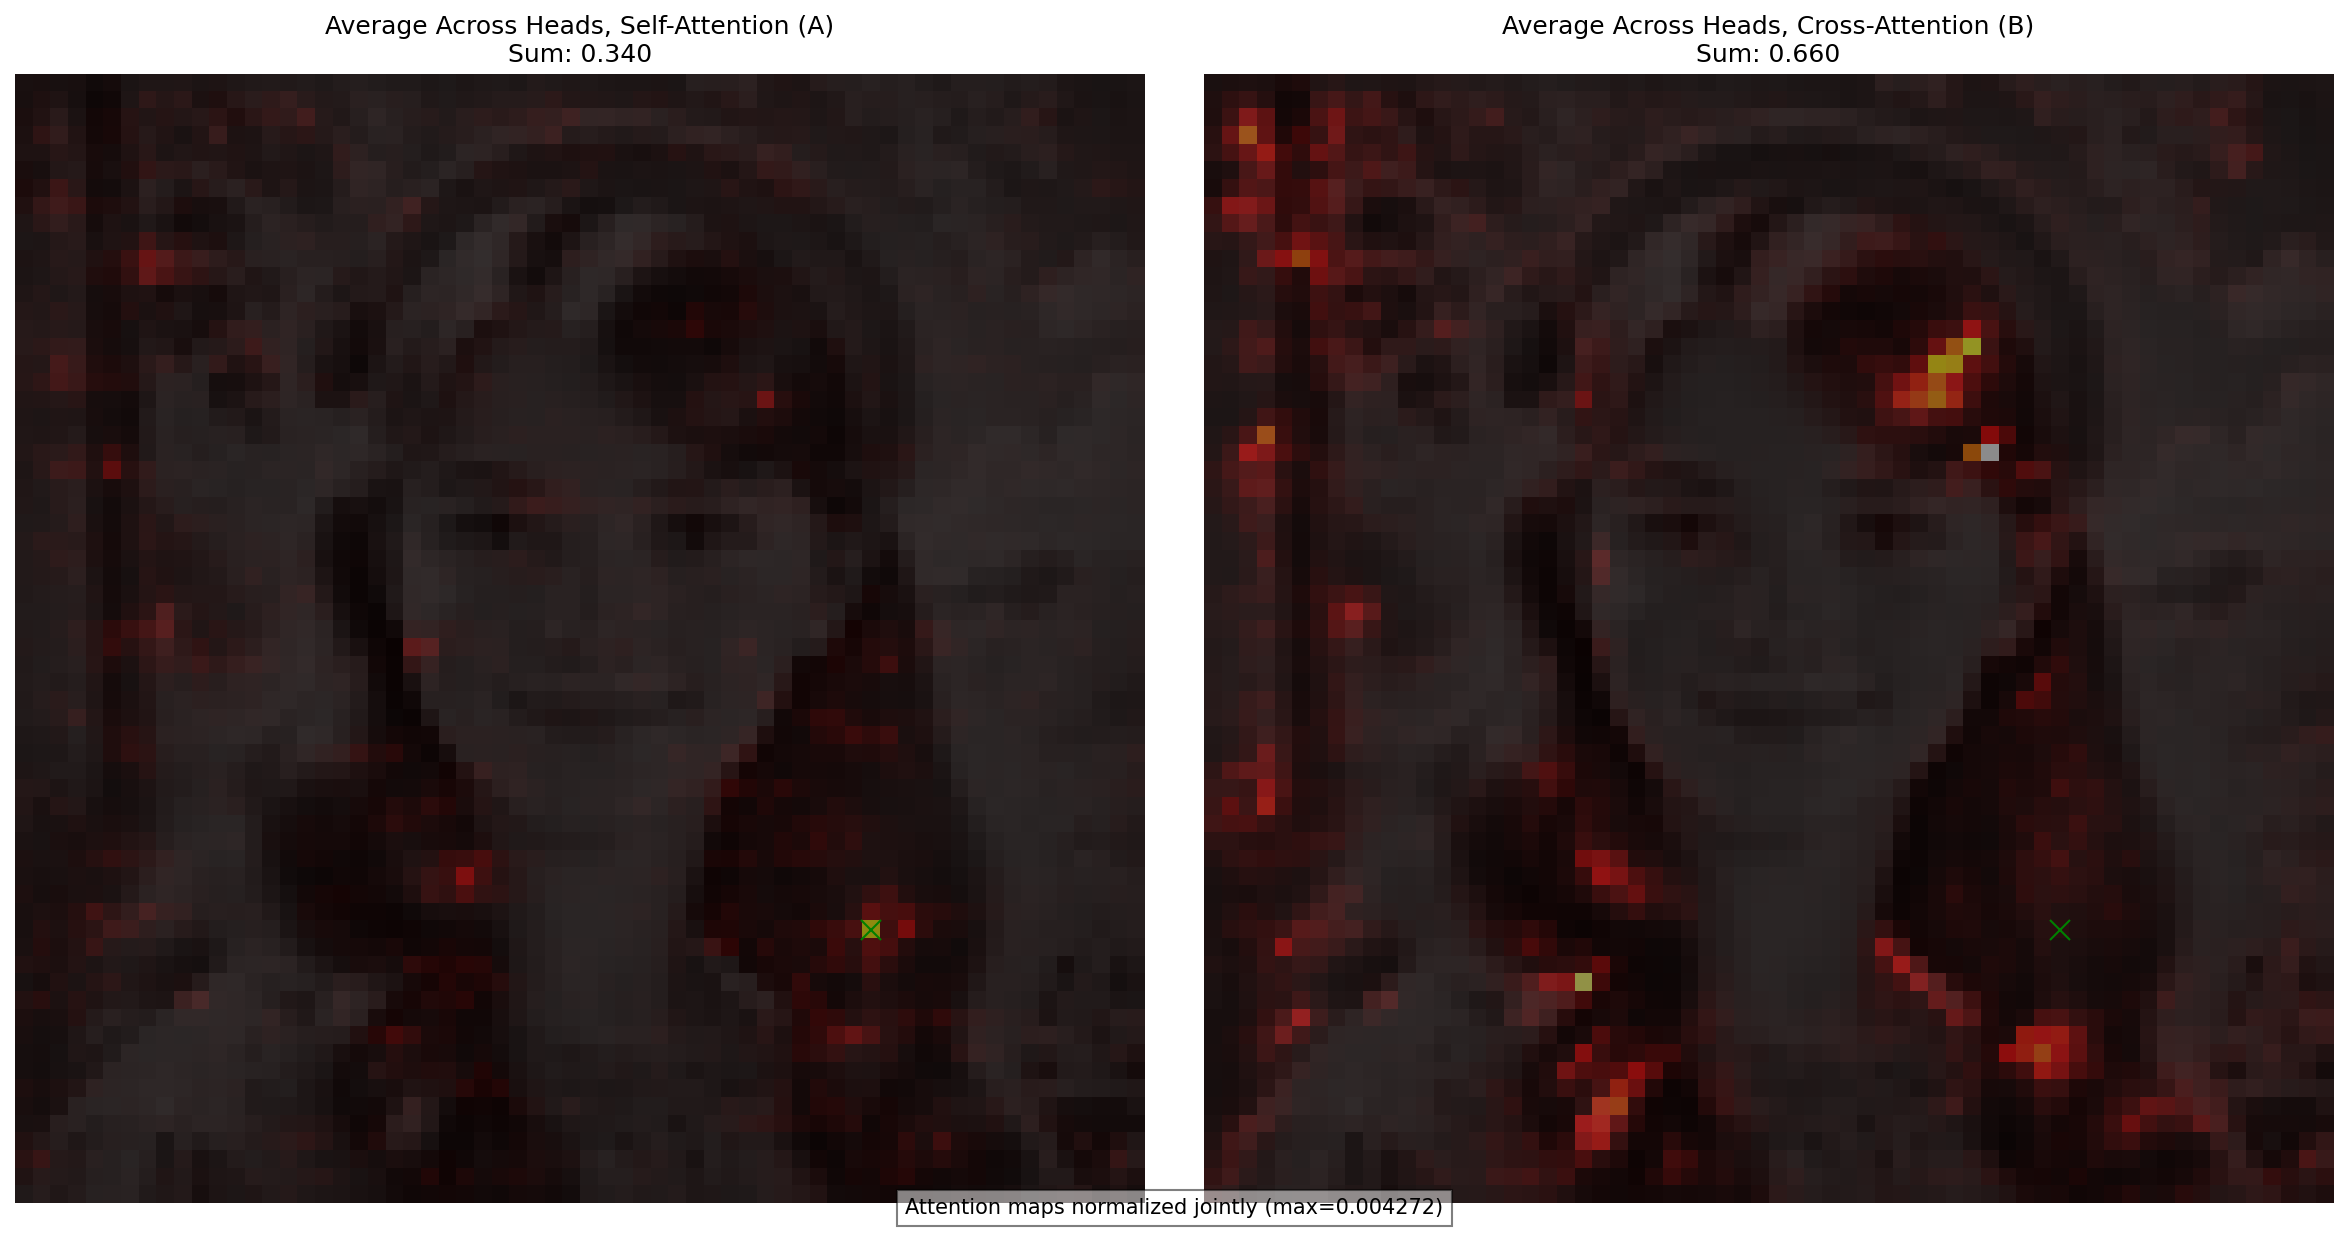 Average Across Heads, Self-Attention (A)
Sum: 0.340
Average Across Heads, Cross-Attention (B)
Sum: 0.660
Attention maps normalized jointly (max=0.004272)